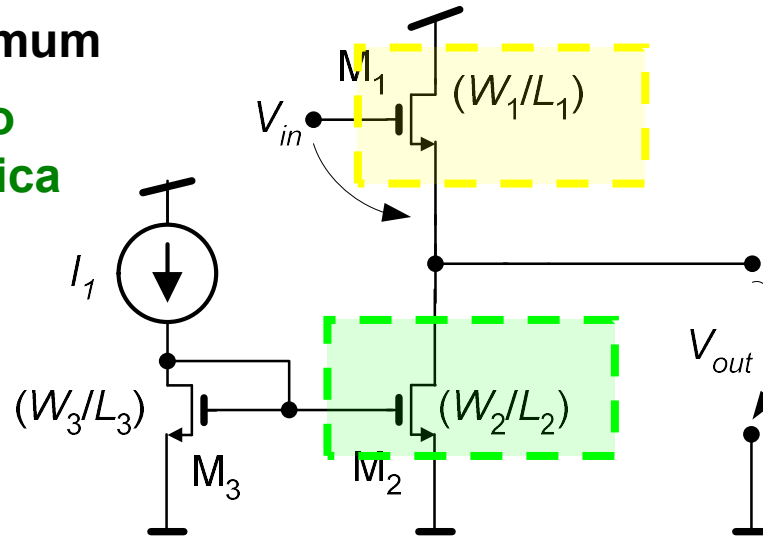 mum
o
ica
M₁
(W₁/L₁)
Vᵢₙ
I₁
(W₃/L₃)
M₃
(W₂/L₂)
M₂
Vₒᵤₜ